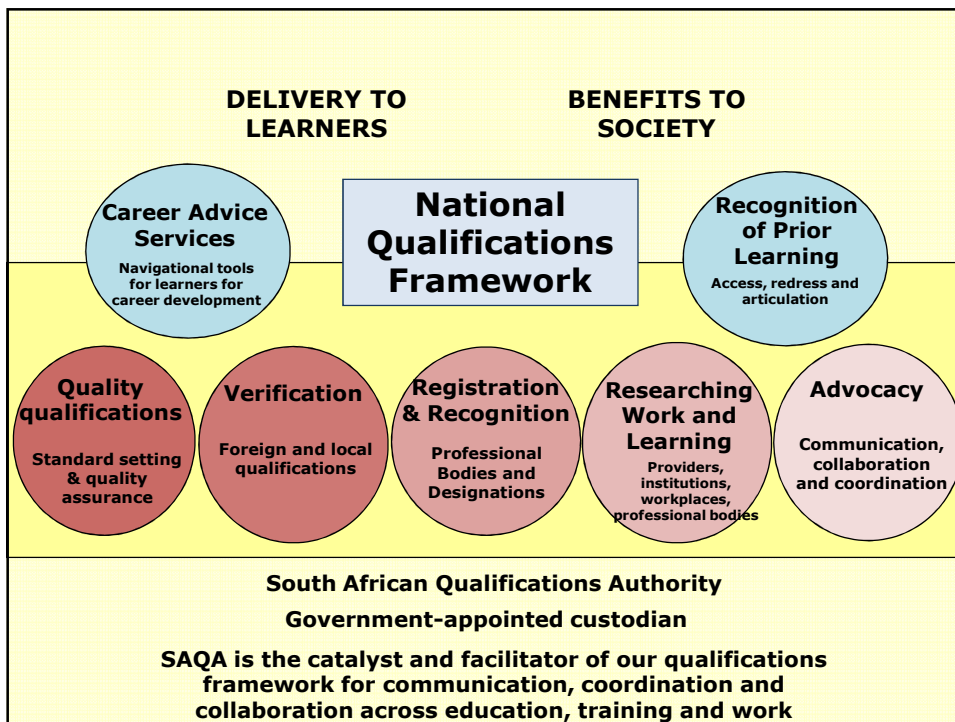 DELIVERY TO
LEARNERS
BENEFITS TO
SOCIETY
Career Advice
Services
Navigational tools
for learners for
career development
National
Qualifications
Framework
Recognition
of Prior
Learning
Access, redress and
articulation
Quality
qualifications
Standard setting
& quality
assurance
Verification
Foreign and local
qualifications
Registration
& Recognition
Professional
Bodies and
Designations
Researching
Work and
Learning
Providers,
institutions,
workplaces,
professional bodies
Advocacy
Communication,
collaboration
and coordination
South African Qualifications Authority
Government-appointed custodian
SAQA is the catalyst and facilitator of our qualifications
framework for communication, coordination and
collaboration across education, training and work